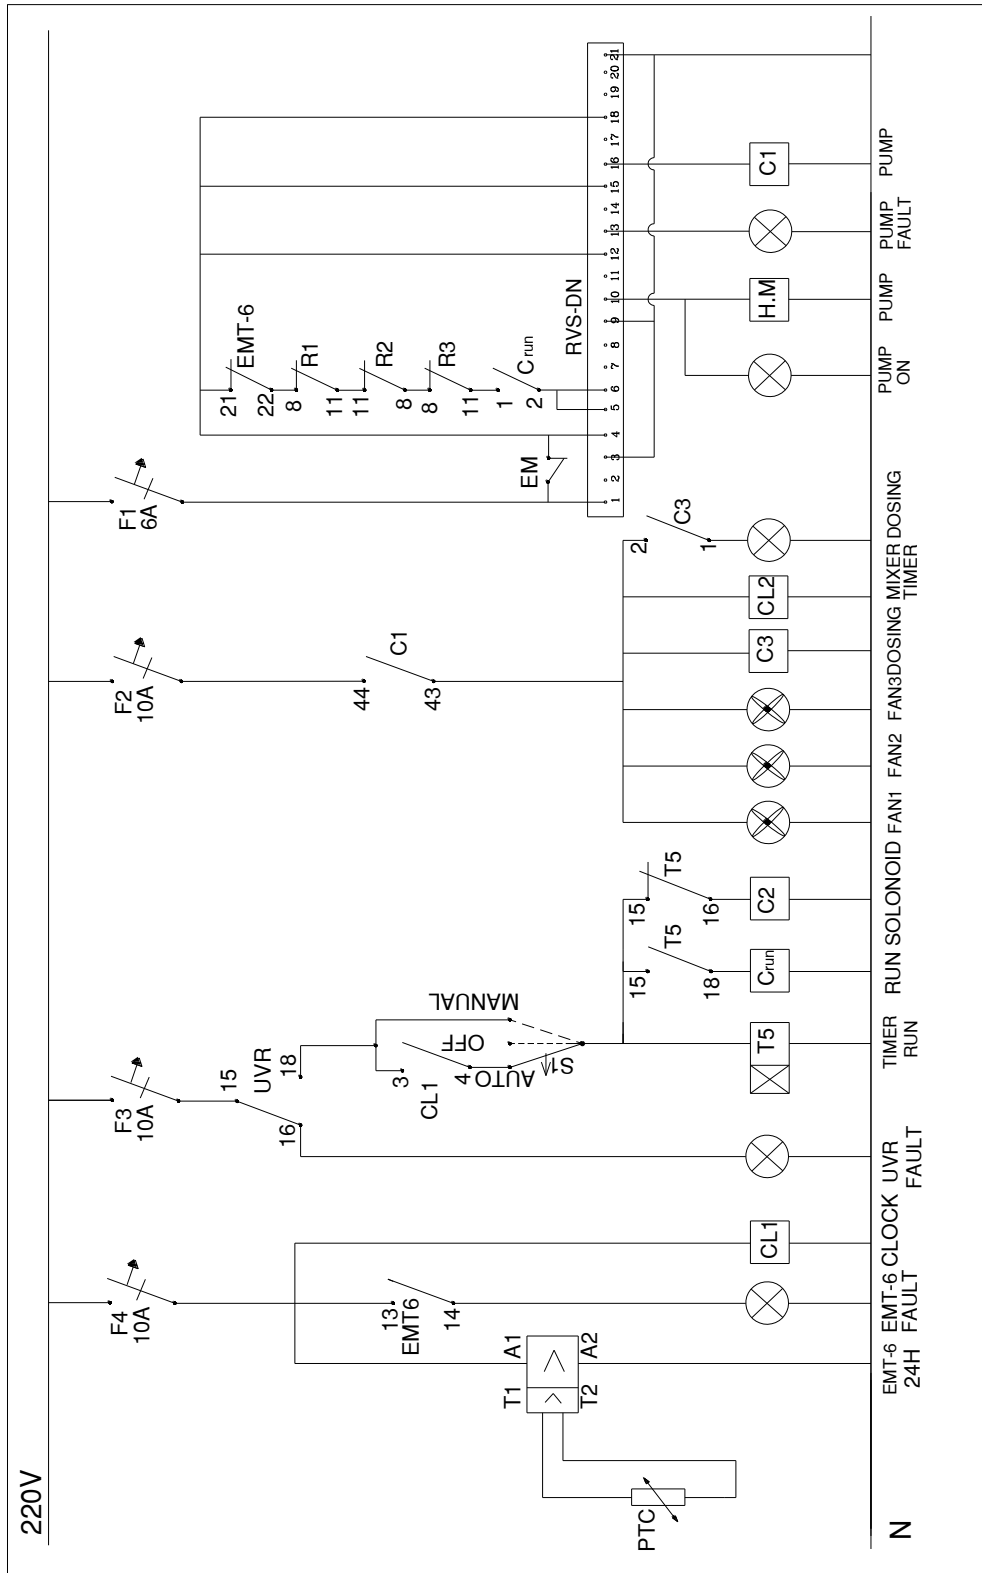 220V
F4
10A
F3
10A
F2
10A
F1
6A
PTC
T1
A1
T2
A2
13
EMT6
14
CL1
15
UVR
16
18
3
CL1
4
AUTO
OFF
MANUAL
S1
T5
15
T5
18
Crun
15
T5
16
C2
44
C1
43
C3
CL2
2
C3
1
EM
21
EMT-6
22
8
R1
11
11
R2
8
8
R3
11
1
Crun
2
RVS-DN
1 2 3 4 5 6 7 8 9 10 11 12 13 14 15 16 17 18 19 20 21
H.M
C1
N
EMT-6
24H
EMT-6
FAULT
CLOCK
UVR
FAULT
TIMER
RUN
RUN
SOLONOID
FAN1
FAN2
FAN3
DOSING
MIXER
TIMER
DOSING
PUMP
ON
PUMP
PUMP
FAULT
PUMP